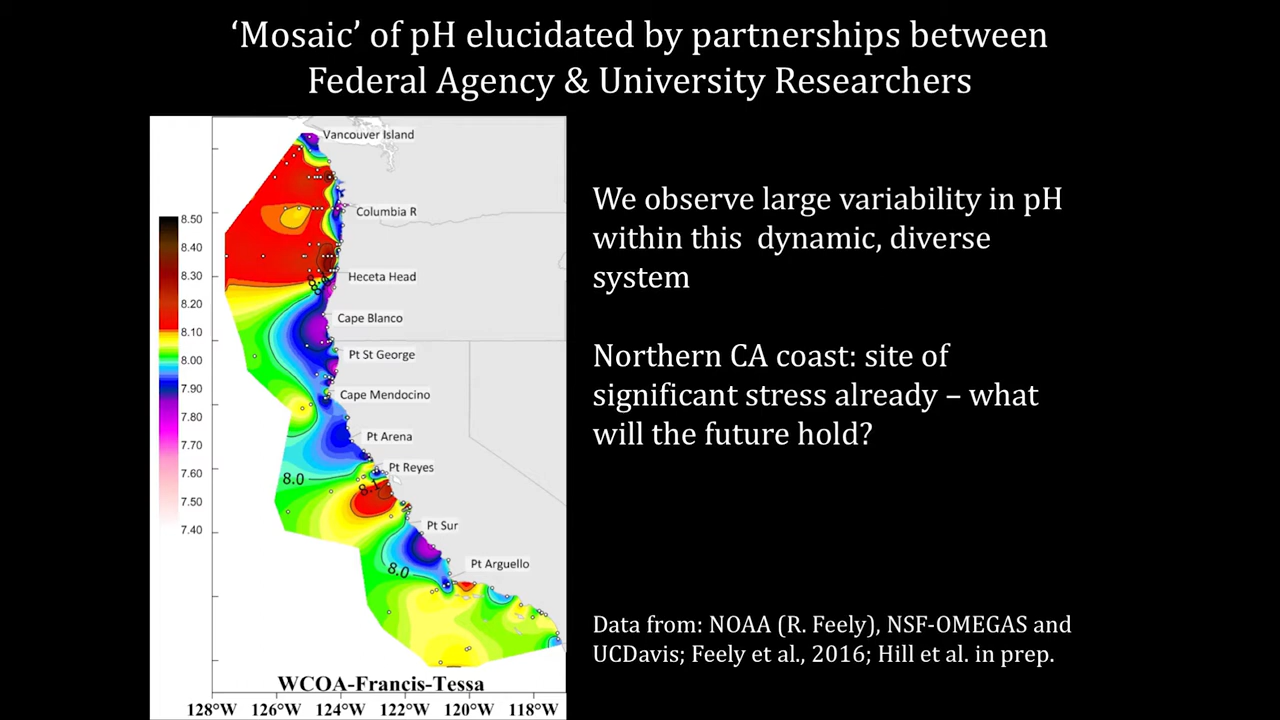 ‘Mosaic’ of pH elucidated by partnerships between
Federal Agency & University Researchers
Vancouver Island
Columbia R
Heceta Head
Cape Blanco
Pt St George
Cape Mendocino
Pt Arena
Pt Reyes
Pt Sur
Pt Arguello
8.50
8.40
8.30
8.20
8.10
8.00
7.90
7.80
7.70
7.60
7.50
7.40
8.0
8.1
8.0
WCOA-Francis-Tessa
128°W 126°W 124°W 122°W 120°W 118°W
We observe large variability in pH
within this dynamic, diverse
system
Northern CA coast: site of
significant stress already – what
will the future hold?
Data from: NOAA (R. Feely), NSF-OMEGAS and
UCDavis; Feely et al., 2016; Hill et al. in prep.